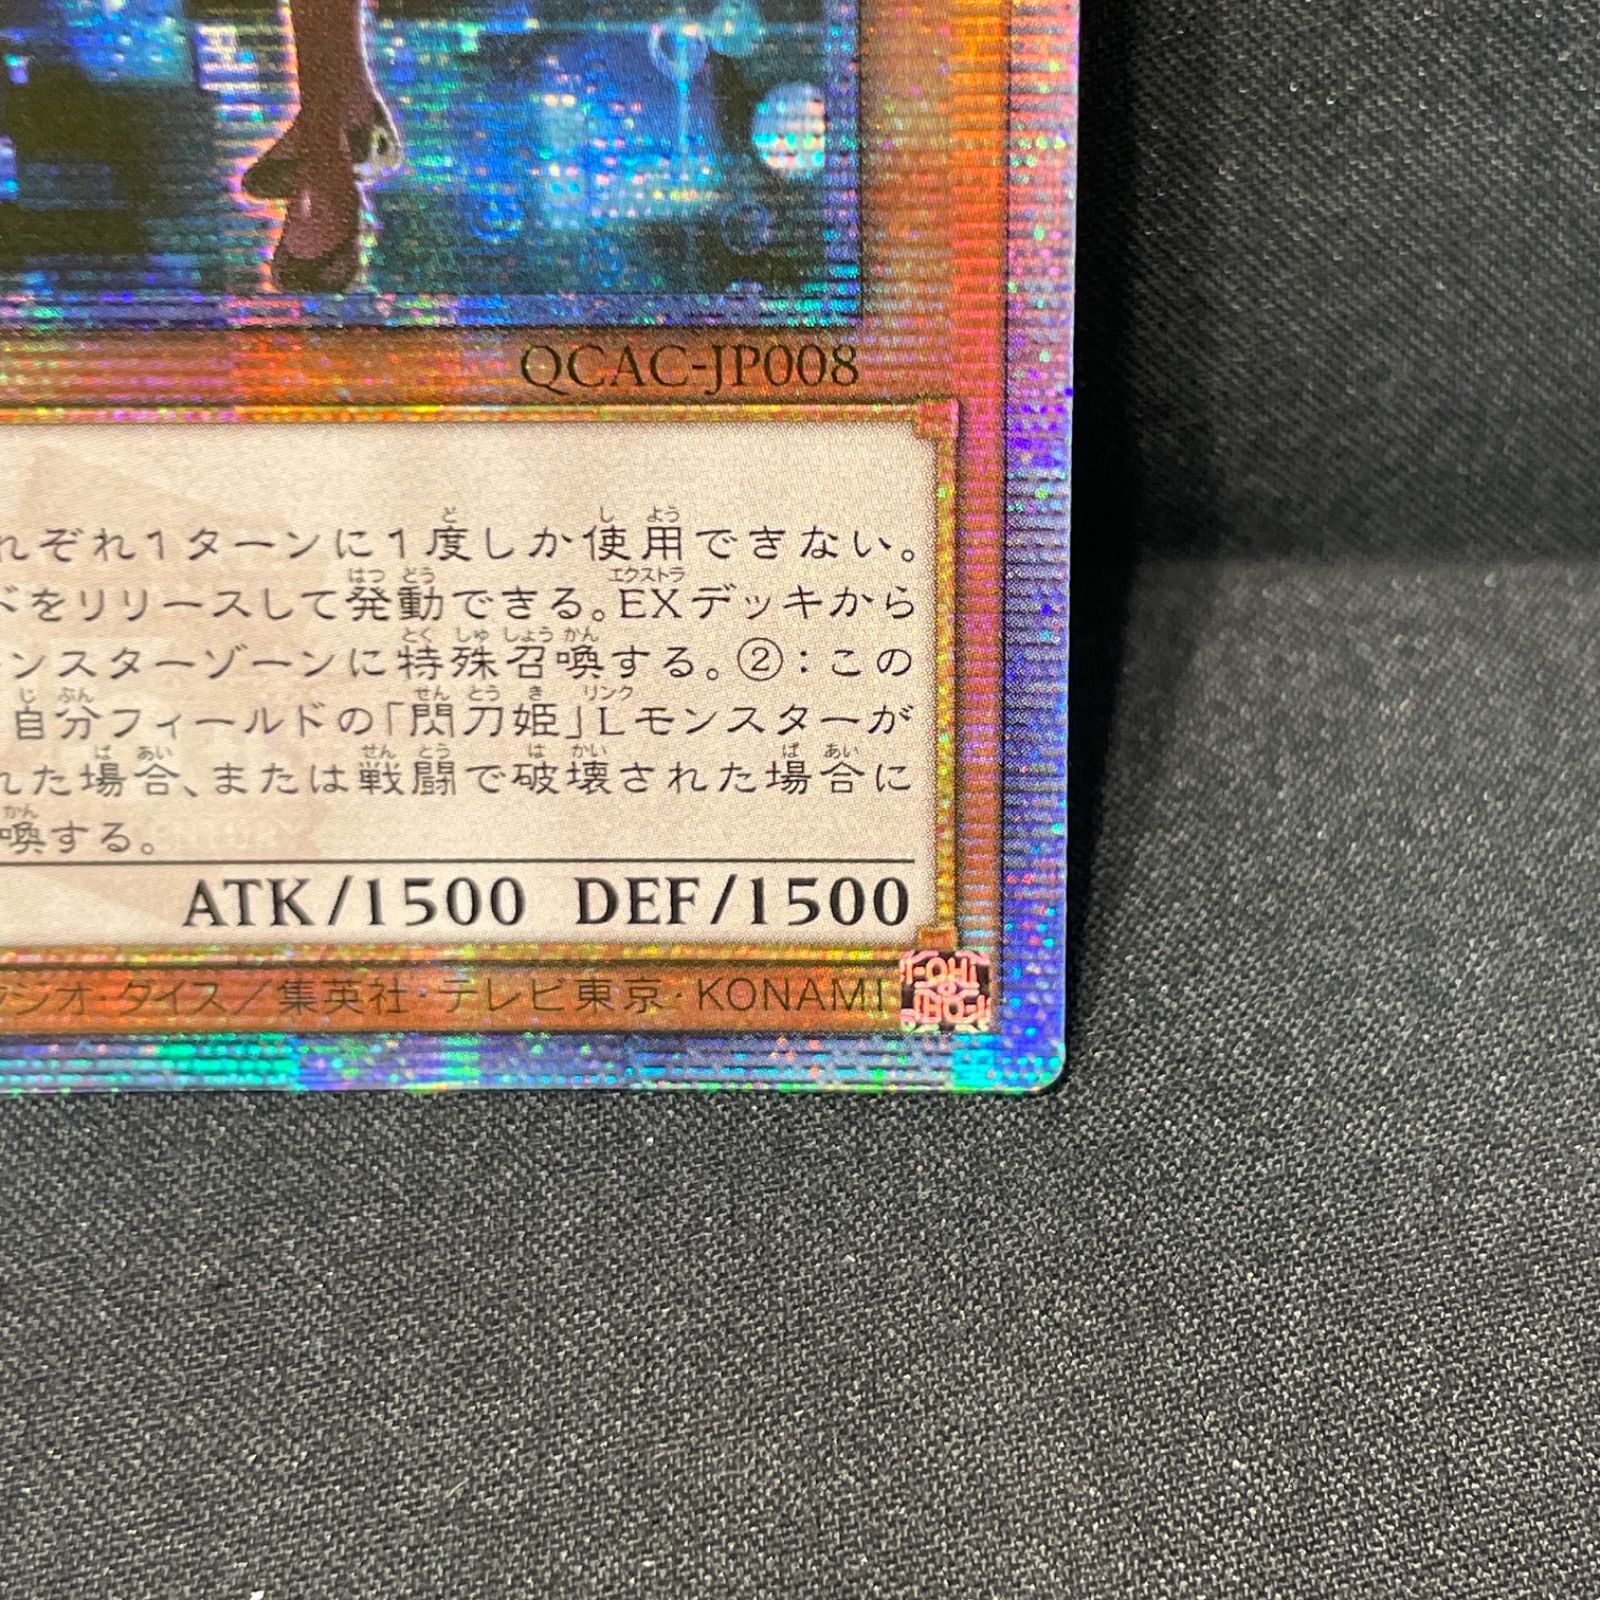 QCAC-JP008
れぞれ1ターンに1度しか使用できない。
ドをリリースして発動できる。EXデッキから
ンスターゾーンに特殊召喚する。②：この
自分フィールドの「閃刀姫」Lモンスターが
れた場合、または戦闘で破壊された場合に
喚する。
ATK/1500 DEF/1500
ジオ・ダイス／集英社・テレビ東京・KONAMI